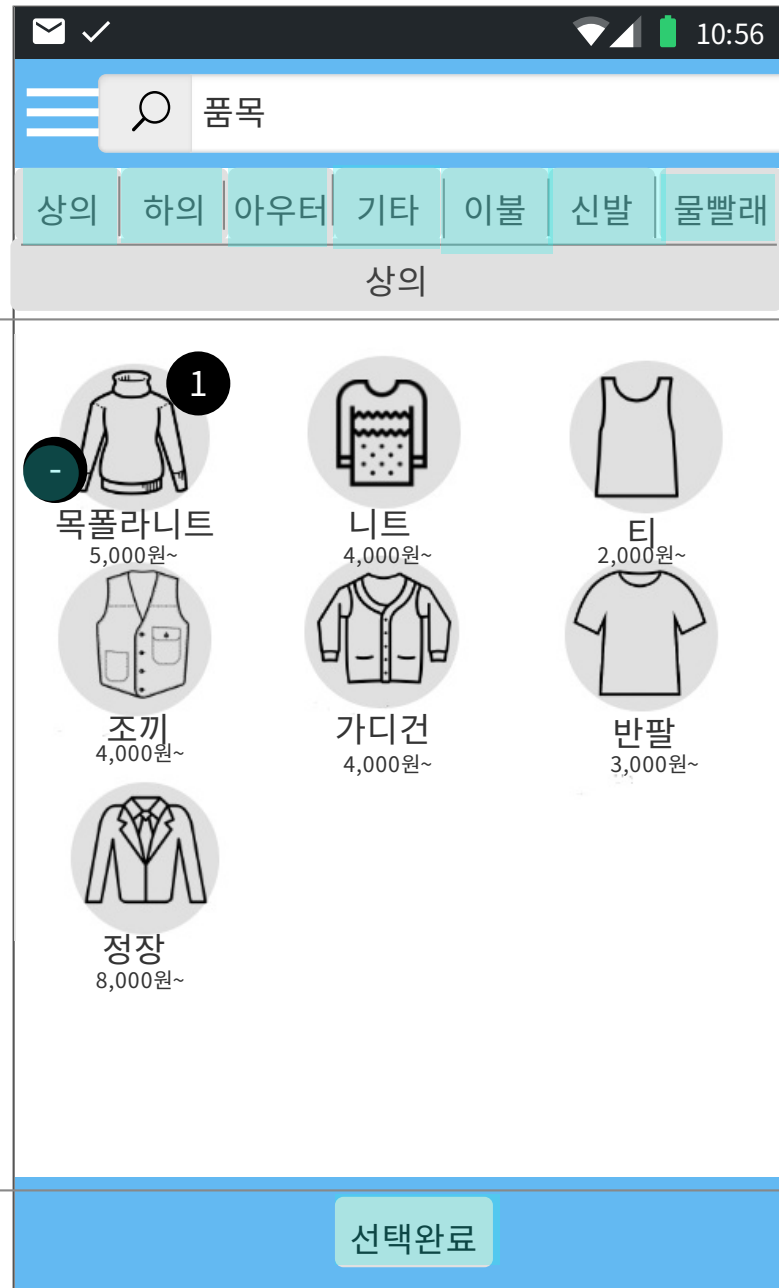 10:56
품목
상의 하의 아우터 기타 이불 신발 물빨래
상의
1
-
목폴라니트 니트 티
5,000원~ 4,000원~ 2,000원~
조끼 가디건 반팔
4,000원~ 4,000원~ 3,000원~
정장
8,000원~
선택완료